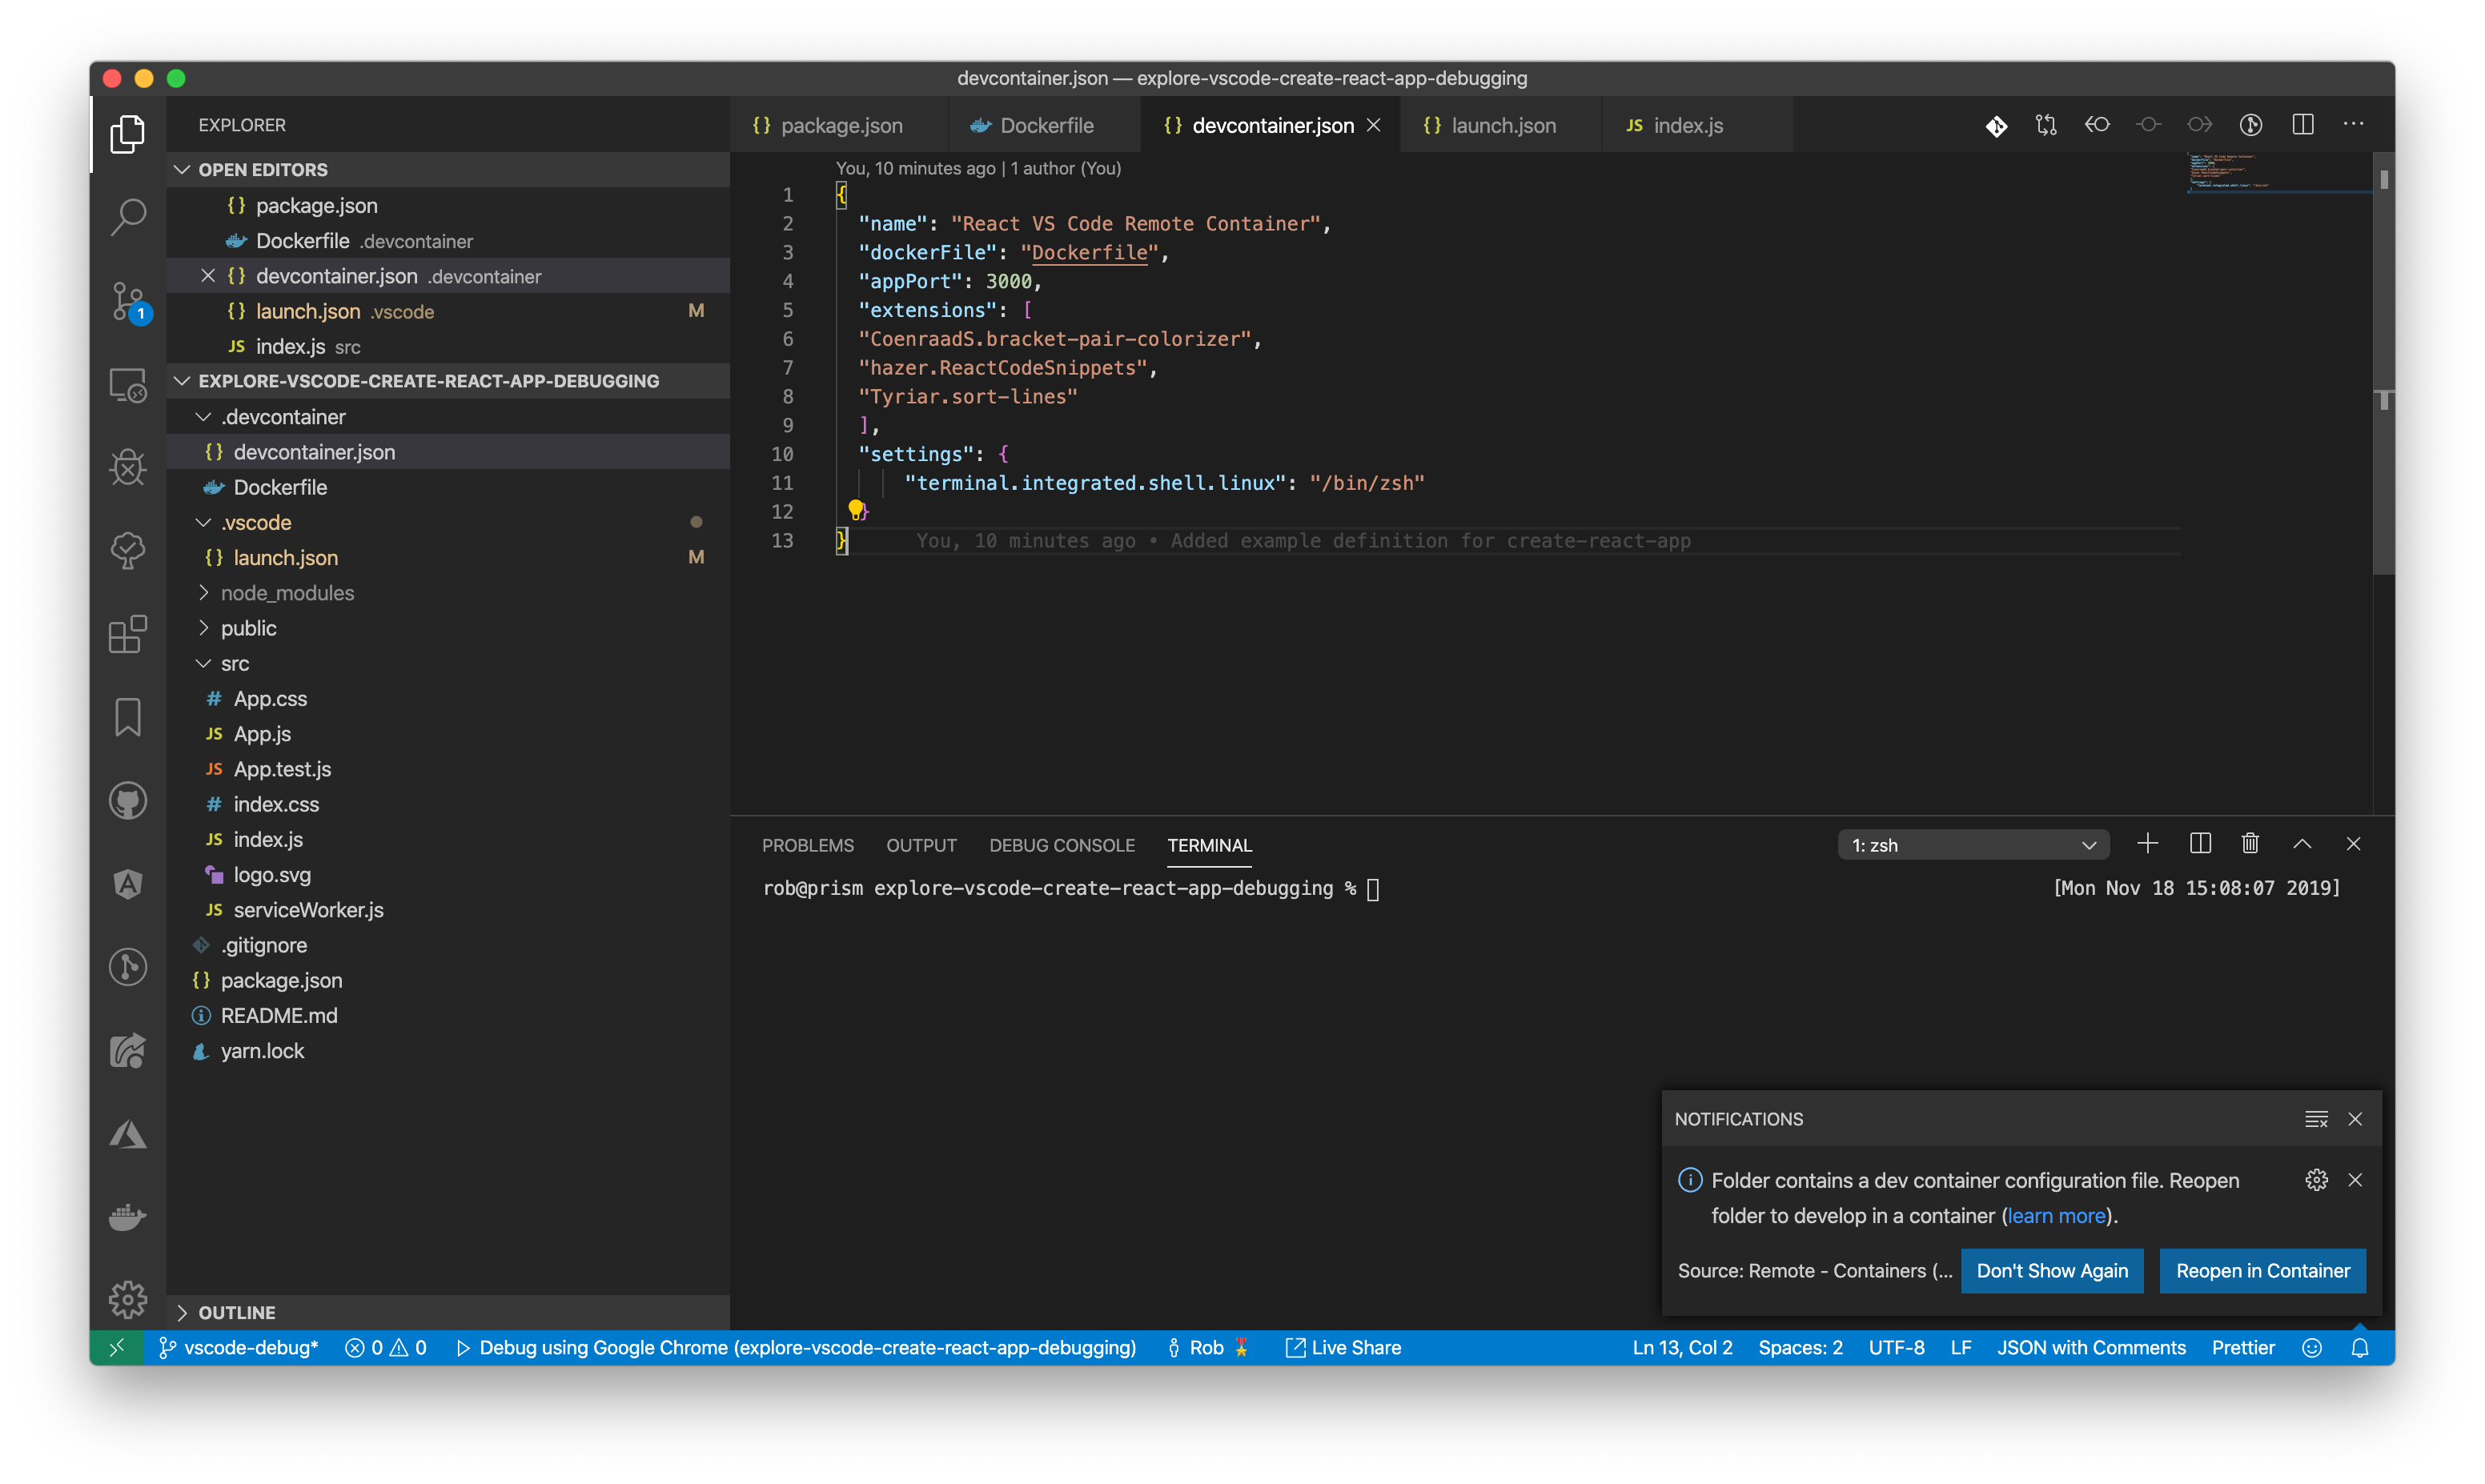 devcontainer.json — explore-vscode-create-react-app-debugging
EXPLORER
OPEN EDITORS
package.json
Dockerfile .devcontainer
devcontainer.json .devcontainer
launch.json .vscode M
JS index.js src
EXPLORE-VSCODE-CREATE-REACT-APP-DEBUGGING
.devcontainer
{} devcontainer.json
Dockerfile
.vscode
{} launch.json M
node_modules
public
src
# App.css
JS App.js
JS App.test.js
# index.css
JS index.js
logo.svg
JS serviceWorker.js
.gitignore
{} package.json
README.md
yarn.lock
OUTLINE
1
{} package.json
Dockerfile
{} devcontainer.json
{} launch.json
JS index.js
You, 10 minutes ago | 1 author (You)
1 {
2 "name": "React VS Code Remote Container",
3 "dockerFile": "Dockerfile",
4 "appPort": 3000,
5 "extensions": [
6 "CoenraadS.bracket-pair-colorizer",
7 "hazer.ReactCodeSnippets",
8 "Tyriar.sort-lines"
9 ],
10 "settings": {
11 "terminal.integrated.shell.linux": "/bin/zsh"
12 }
13 } You, 10 minutes ago • Added example definition for create-react-app
PROBLEMS OUTPUT DEBUG CONSOLE TERMINAL 1: zsh
rob@prism explore-vscode-create-react-app-debugging % [Mon Nov 18 15:08:07 2019]
NOTIFICATIONS
Folder contains a dev container configuration file. Reopen
folder to develop in a container (learn more).
Source: Remote - Containers (... Don't Show Again Reopen in Container
vscode-debug* 0 0 Debug using Google Chrome (explore-vscode-create-react-app-debugging) Rob Live Share Ln 13, Col 2 Spaces: 2 UTF-8 LF JSON with Comments Prettier